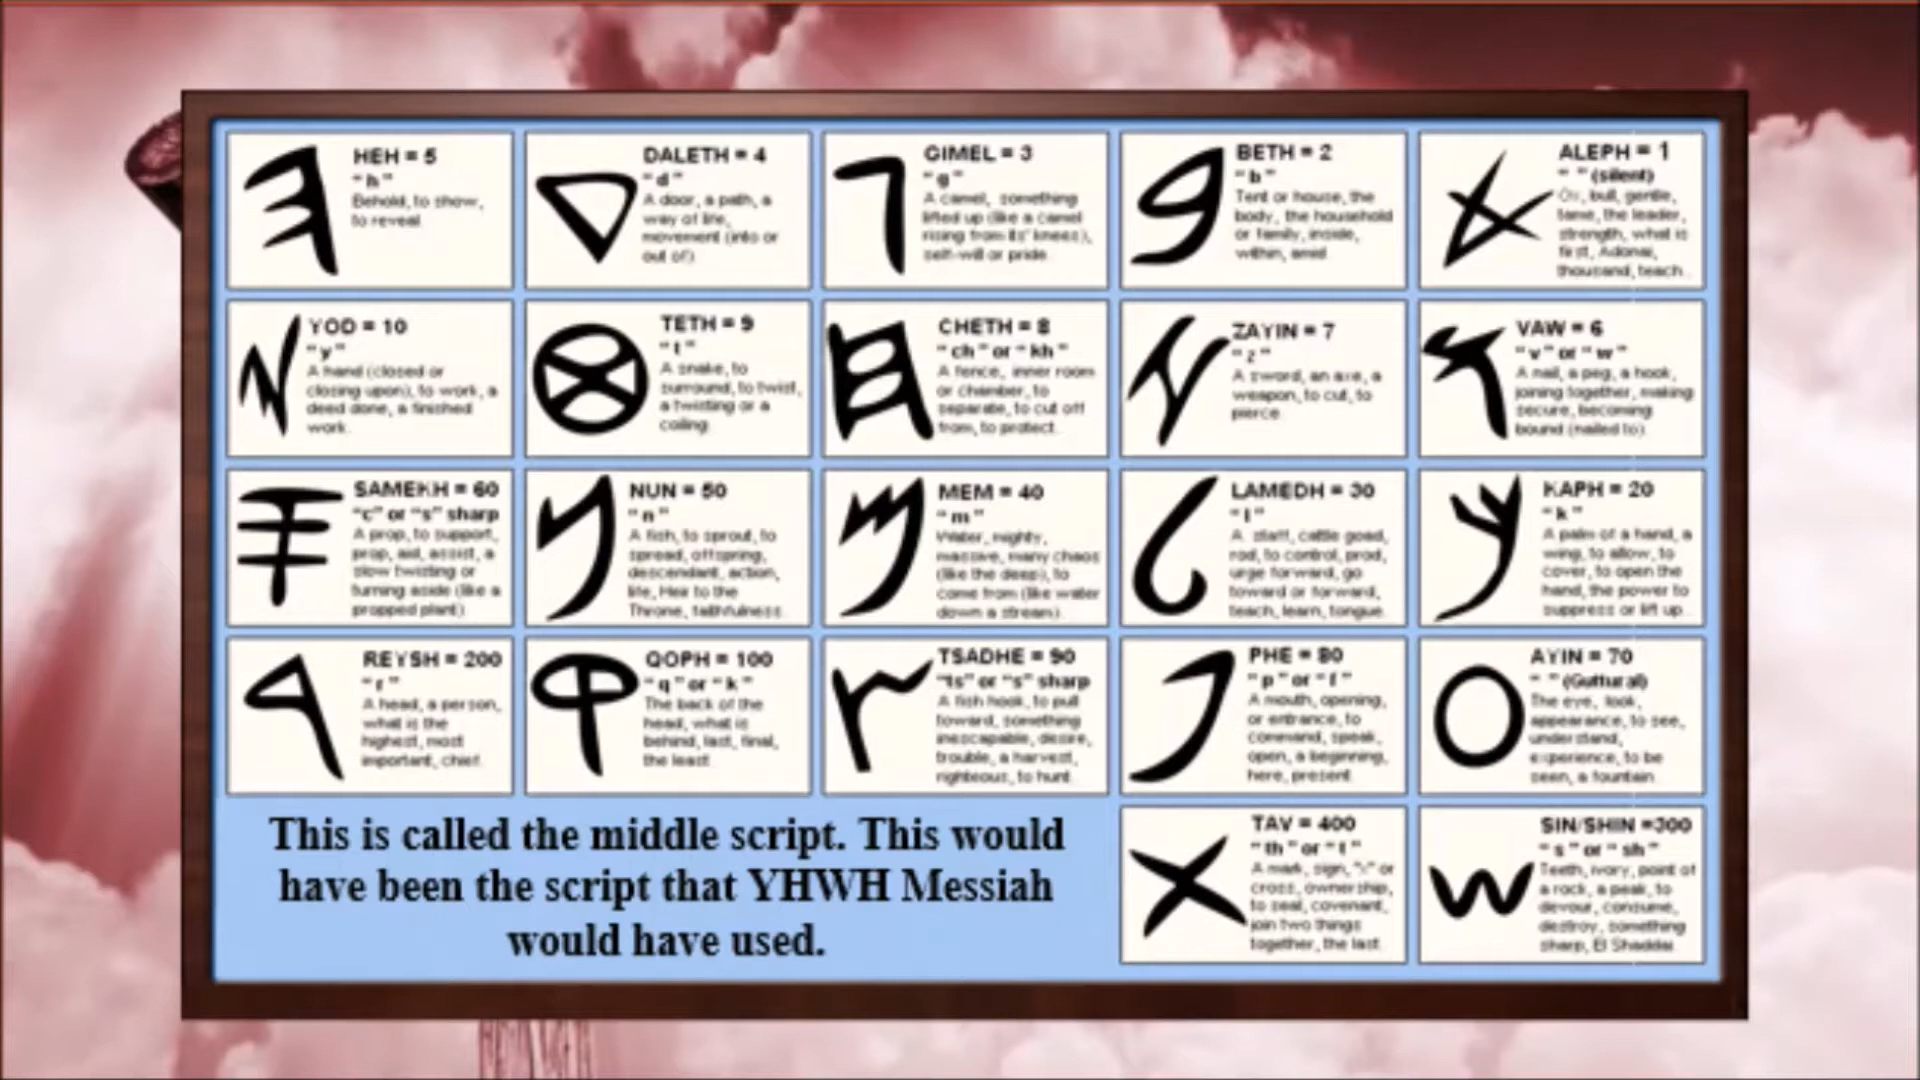 HEH = 5
"h"
Behold, to show,
to reveal.
DALETH = 4
"d"
A door, a path, a
way of life,
movement (into or
out of)
GIMEL = 3
"g"
A camel, something
lifted up (like a camel
rising from its' knees),
self-will or pride.
BETH = 2
"b"
Tent or house, the
body, the household
or family, inside,
within, amid.
ALEPH = 1
" " (silent)
Ox, bull, gentle,
tame, the leader,
strength, what is
first, Adonai,
thousand, teach.
YOD = 10
"y"
A hand (closed or
closing upon), to work, a
deed done, a finished
work.
TETH = 9
"t"
A snake, to
surround, to twist,
a twisting or a
coiling.
CHETH = 8
"ch" or "kh"
A fence, inner room
or chamber, to
separate, to cut off
from, to protect.
ZAYIN = 7
"z"
A sword, an axe, a
weapon, to cut, to
pierce.
VAW = 6
"v" or "w"
A nail, a peg, a hook,
joining together, making
secure, becoming
bound (nailed to).
SAMEKH = 60
"c" or "s" sharp
A prop, to support,
prop, aid, assist, a
slow twisting or
turning aside (like a
propped plant)
NUN = 50
"n"
A fish, to sprout, to
spread, offspring,
descendant, action,
life, Heir to the
Throne, faithfulness.
MEM = 40
"m"
Water, mighty,
massive, many chaos
(like the deep), to
come from (like water
down a stream).
LAMEDH = 30
"l"
A staff, cattle goad,
rod, to control, prod,
urge forward, go
toward or forward,
teach, learn, tongue.
KAPH = 20
"k"
A palm of a hand, a
wing, to allow, to
cover, to open the
hand, the power to
suppress or lift up.
REYSH = 200
"r"
A head, a person,
what is the
highest, most
important, chief.
QOPH = 100
"q" or "k"
The back of the
head, what is
behind, last, final,
the least.
TSADHE = 90
"ts" or "s" sharp
A fish hook, to pull
toward, something
inescapable, desire,
trouble, a harvest,
righteous, to hunt.
PHE = 80
"p" or "f"
A mouth, opening,
or entrance, to
command, speak,
open, a beginning,
here, present.
AYIN = 70
" " (Guttural)
The eye, look,
appearance, to see,
understand,
experience, to be
seen, a fountain.
This is called the middle script. This would
have been the script that YHWH Messiah
would have used.
TAV = 400
"th" or "t"
A mark, sign, "x" or
cross, ownership,
to seal, covenant,
join two things
together, the last.
SIN/SHIN =300
"s" or "sh"
Teeth, ivory, point of
a rock, a peak, to
devour, consume,
destroy, something
sharp, El Shaddai